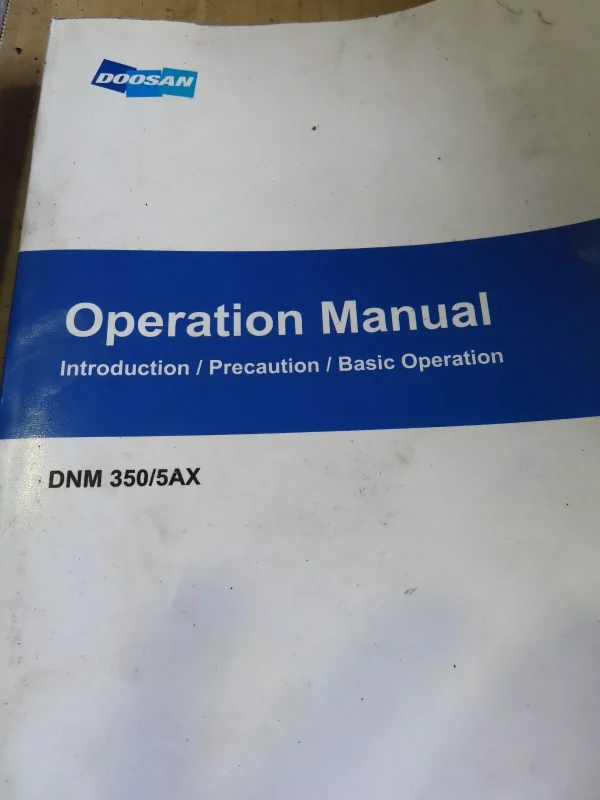 DOOSAN
Operation Manual
Introduction / Precaution / Basic Operation
DNM 350/5AX